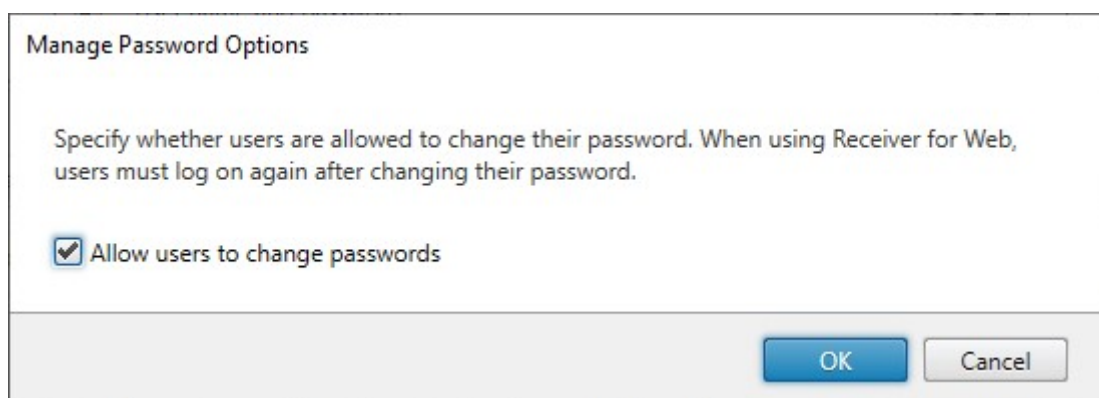 Manage Password Options
Specify whether users are allowed to change their password. When using Receiver for Web,
users must log on again after changing their password.
Allow users to change passwords
OK Cancel